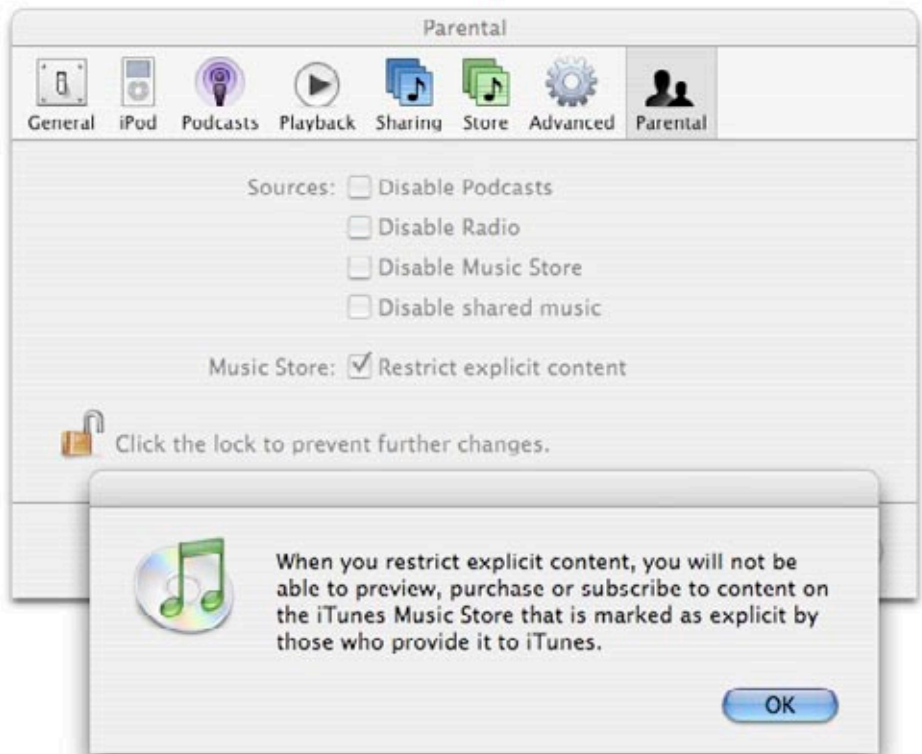 Parental
General iPod Podcasts Playback Sharing Store Advanced Parental
Sources: Disable Podcasts
Disable Radio
Disable Music Store
Disable shared music
Music Store: Restrict explicit content
Click the lock to prevent further changes.
When you restrict explicit content, you will not be
able to preview, purchase or subscribe to content on
the iTunes Music Store that is marked as explicit by
those who provide it to iTunes.
OK